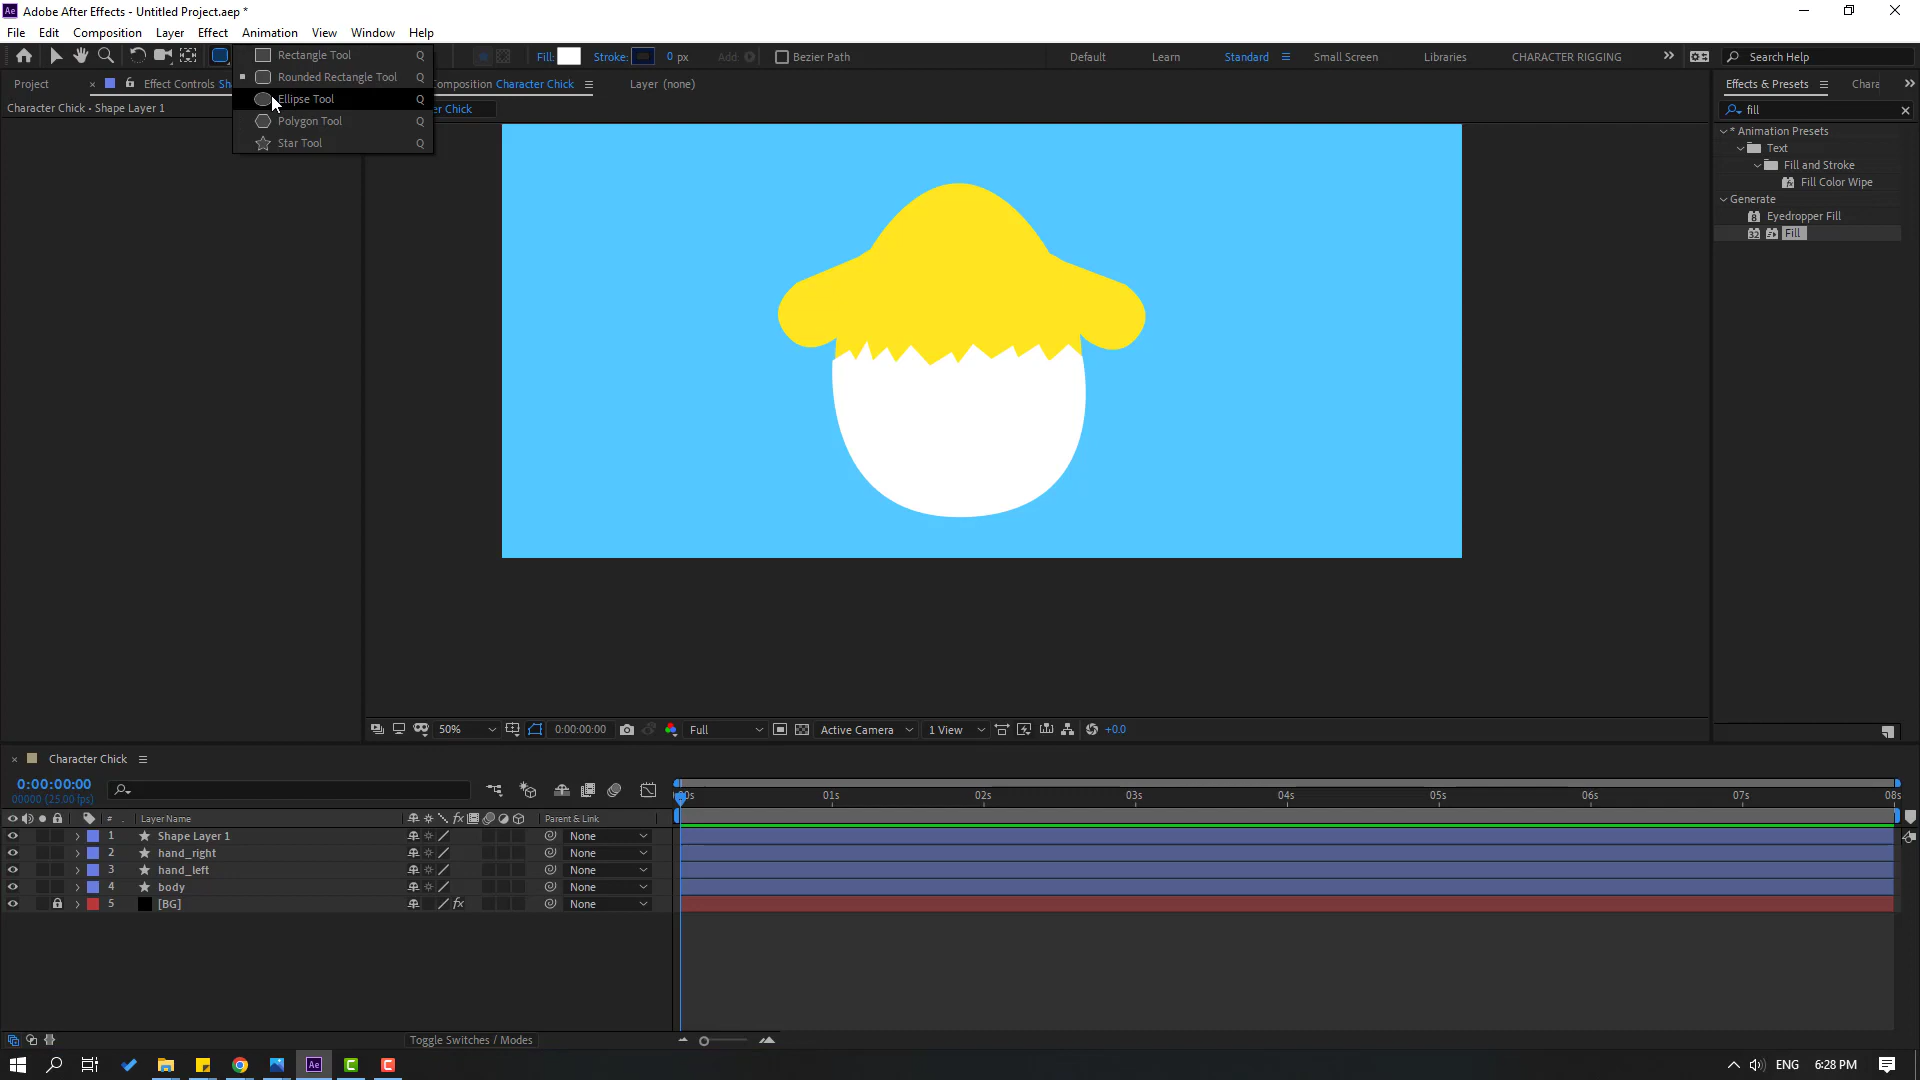 Adobe After Effects - Untitled Project.aep *
File Edit Composition Layer Effect Animation View Window Help
Fill: Stroke: 0 px Add: Bezier Path Default Learn Standard Small Screen Libraries CHARACTER RIGGING Search Help
Rectangle Tool Q
Rounded Rectangle Tool Q
Ellipse Tool Q
Polygon Tool Q
Star Tool Q
Project Effect Controls Sh
Composition Character Chick Layer (none)
Effects & Presets Chara
Character Chick • Shape Layer 1
er Chick
fill
* Animation Presets
Text
Fill and Stroke
Fill Color Wipe
Generate
Eyedropper Fill
Fill
50% 0:00:00:00 Full Active Camera 1 View +0.0
Character Chick
0:00:00:00
00000 (25.00 fps)
00s 01s 02s 03s 04s 05s 06s 07s 08s
# Layer Name fx Parent & Link
1 Shape Layer 1 None
2 hand_right None
3 hand_left None
4 body None
5 [BG] fx None
Toggle Switches / Modes
Ae ENG 6:28 PM